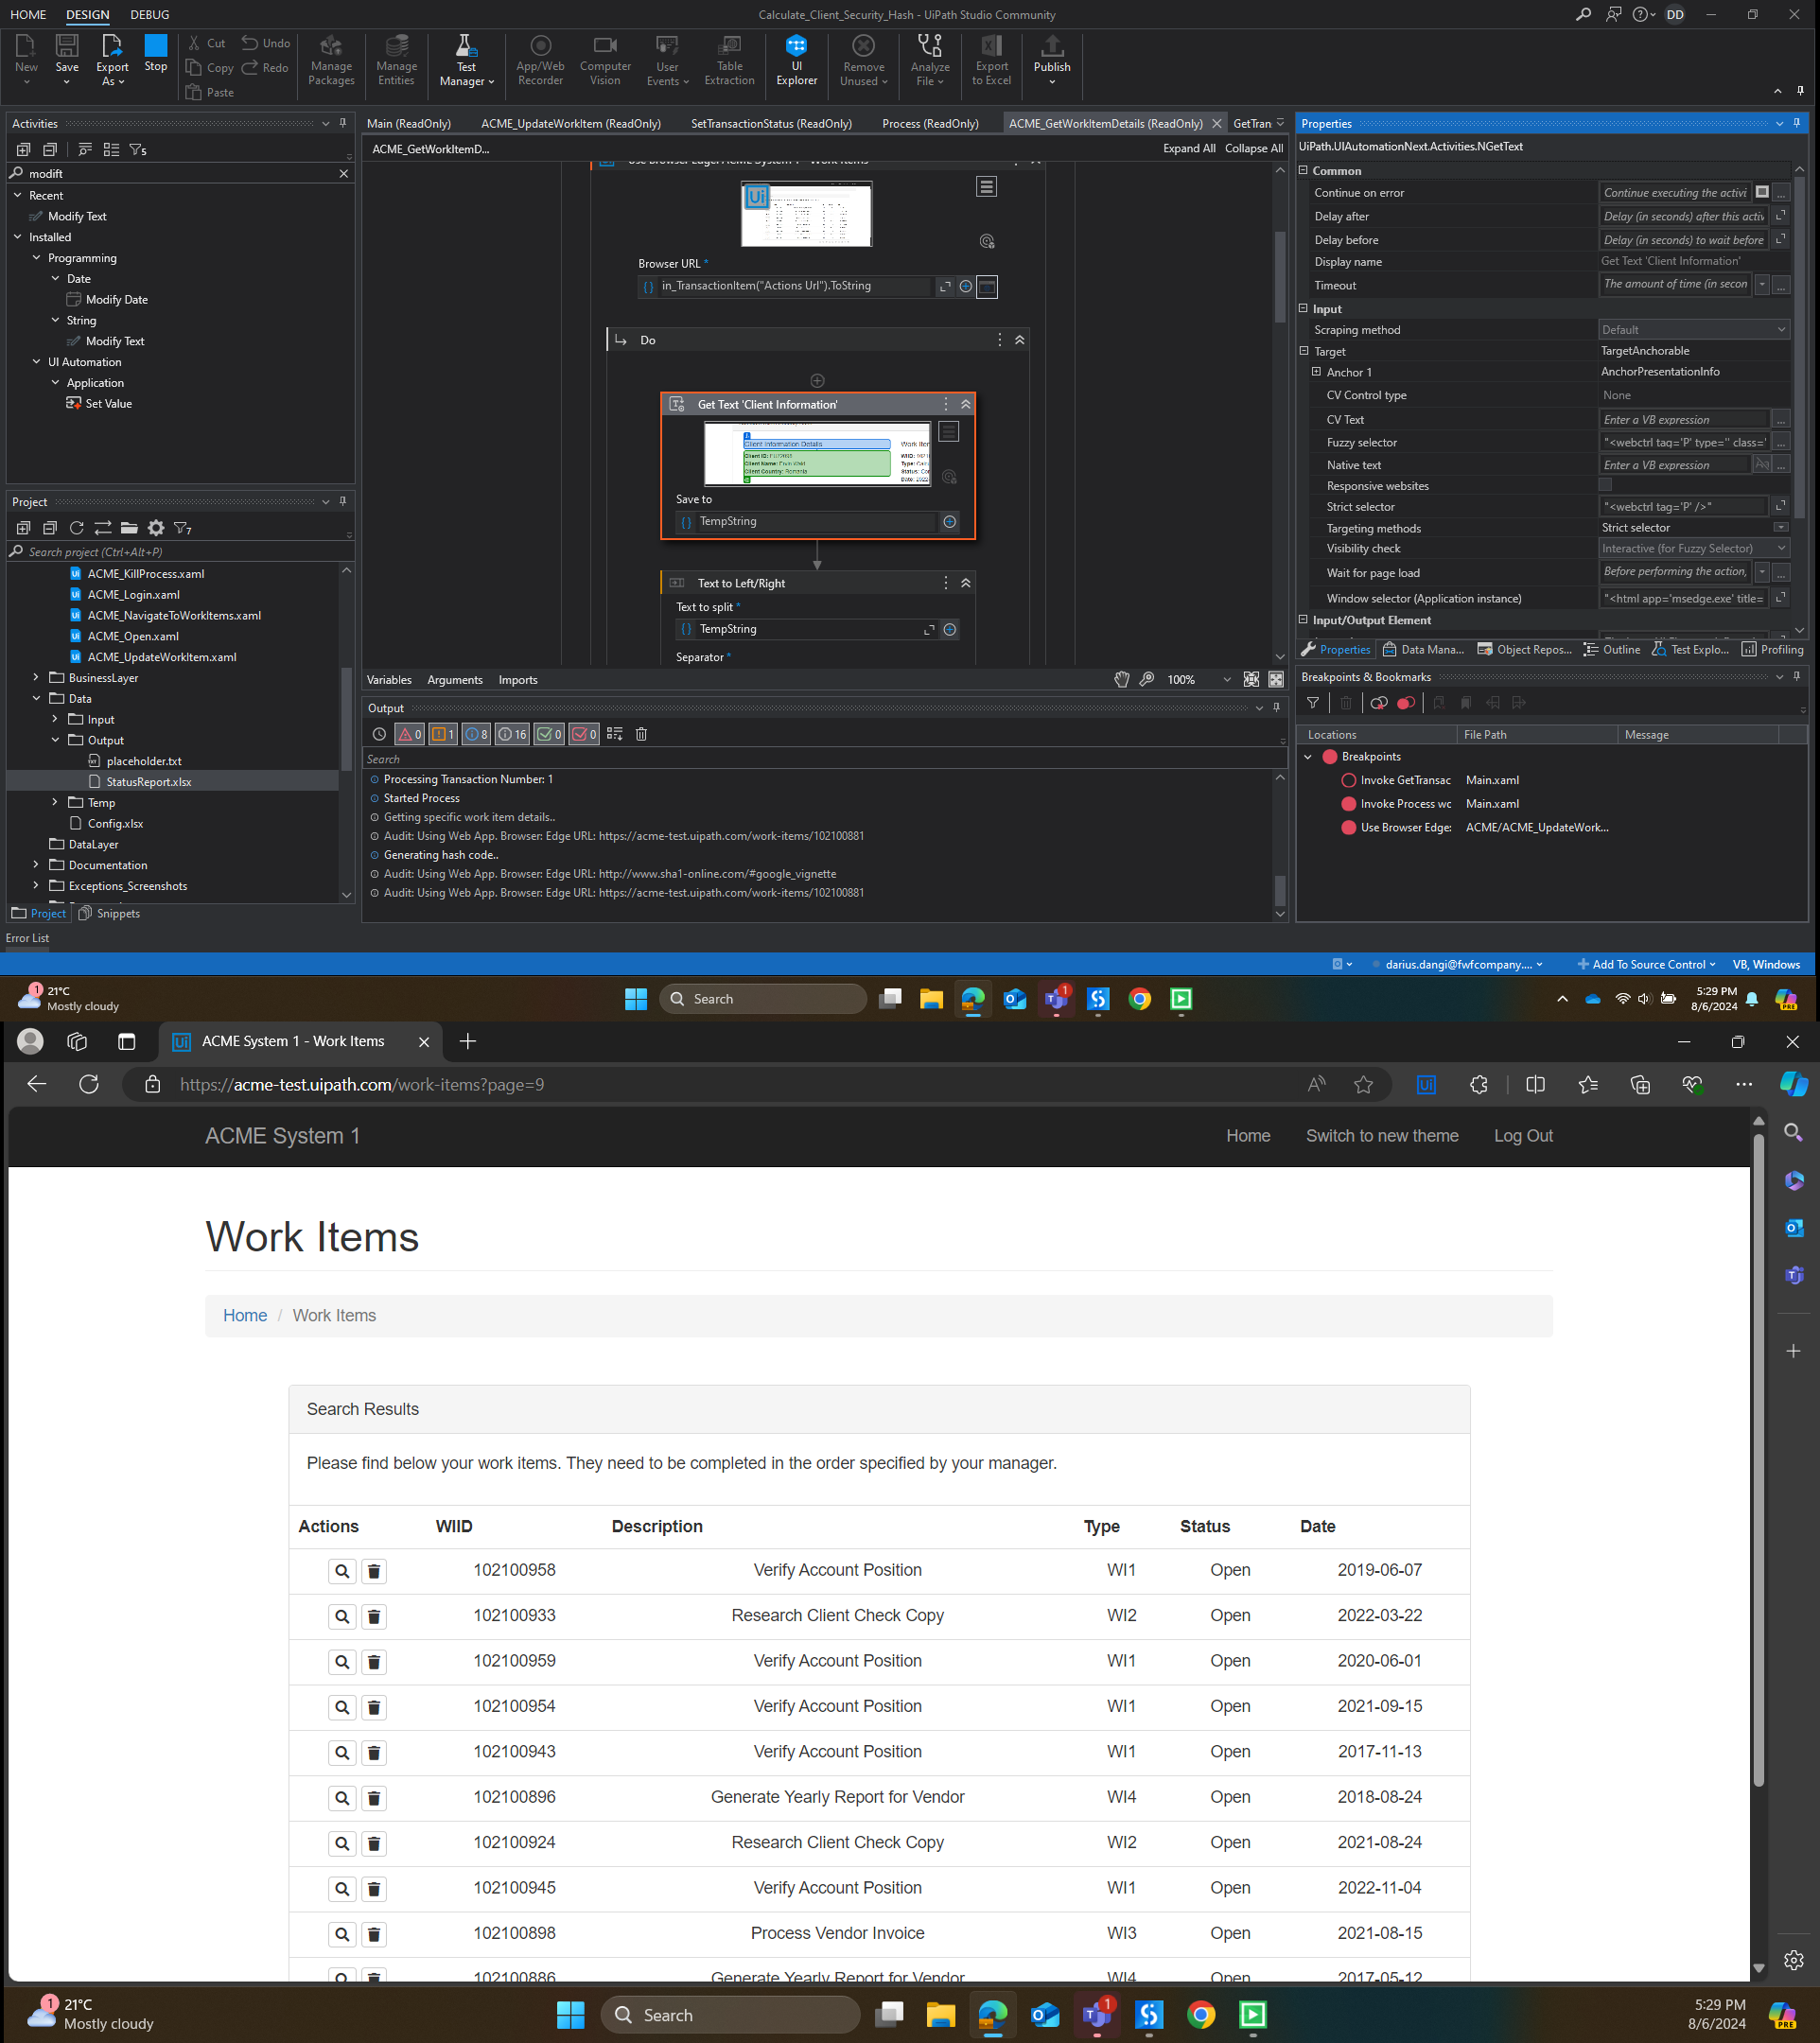 HOME DESIGN DEBUG
Calculate_Client_Security_Hash - UiPath Studio Community
DD
New
Save
Export As
Stop
Cut
Copy
Paste
Undo
Redo
Manage Packages
Manage Entities
Test Manager
App/Web Recorder
Computer Vision
User Events
Table Extraction
UI Explorer
Remove Unused
Analyze File
Export to Excel
Publish
Activities
modift
Recent
Modify Text
Installed
Programming
Date
Modify Date
String
Modify Text
UI Automation
Application
Set Value
Project
Search project (Ctrl+Alt+P)
ACME_KillProcess.xaml
ACME_Login.xaml
ACME_NavigateToWorkItems.xaml
ACME_Open.xaml
ACME_UpdateWorkItem.xaml
BusinessLayer
Data
Input
Output
placeholder.txt
StatusReport.xlsx
Temp
Config.xlsx
DataLayer
Documentation
Exceptions_Screenshots
Project Snippets
Error List
Main (ReadOnly) ACME_UpdateWorkItem (ReadOnly) SetTransactionStatus (ReadOnly) Process (ReadOnly) ACME_GetWorkItemDetails (ReadOnly) GetTran
ACME_GetWorkItemD... Expand All Collapse All
Browser URL *
in_TransactionItem("Actions Url").ToString
Do
Get Text 'Client Information'
Client Information Details
Save to
TempString
Text to Left/Right
Text to split *
TempString
Separator *
Variables Arguments Imports 100%
Output
0 1 8 16 0 0
Search
Processing Transaction Number: 1
Started Process
Getting specific work item details..
Audit: Using Web App. Browser: Edge URL: https://acme-test.uipath.com/work-items/102100881
Generating hash code..
Audit: Using Web App. Browser: Edge URL: http://www.sha1-online.com/#google_vignette
Audit: Using Web App. Browser: Edge URL: https://acme-test.uipath.com/work-items/102100881
Properties
UiPath.UIAutomationNext.Activities.NGetText
Common
Continue on error Continue executing the activi
Delay after Delay (in seconds) after this activ
Delay before Delay (in seconds) to wait before
Display name Get Text 'Client Information'
Timeout The amount of time (in secon
Input
Scraping method Default
Target TargetAnchorable
Anchor 1 AnchorPresentationInfo
CV Control type None
CV Text Enter a VB expression
Fuzzy selector "<webctrl tag='P' type='' class='
Native text Enter a VB expression
Responsive websites
Strict selector "<webctrl tag='P' />"
Targeting methods Strict selector
Visibility check Interactive (for Fuzzy Selector)
Wait for page load Before performing the action,
Window selector (Application instance) "<html app='msedge.exe' title=
Input/Output Element
Properties Data Mana... Object Repos... Outline Test Explo... Profiling
Breakpoints & Bookmarks
Locations File Path Message
Breakpoints
Invoke GetTransac Main.xaml
Invoke Process wc Main.xaml
Use Browser Edge: ACME/ACME_UpdateWork...
darius.dangi@fwfcompany.... Add To Source Control VB, Windows
1 21°C
Mostly cloudy
Search
1
5:29 PM
8/6/2024
PRE
ACME System 1 - Work Items
https://acme-test.uipath.com/work-items?page=9
ACME System 1 Home Switch to new theme Log Out
Work Items
Home / Work Items
Search Results
Please find below your work items. They need to be completed in the order specified by your manager.
Actions WIID Description Type Status Date
102100958 Verify Account Position WI1 Open 2019-06-07
102100933 Research Client Check Copy WI2 Open 2022-03-22
102100959 Verify Account Position WI1 Open 2020-06-01
102100954 Verify Account Position WI1 Open 2021-09-15
102100943 Verify Account Position WI1 Open 2017-11-13
102100896 Generate Yearly Report for Vendor WI4 Open 2018-08-24
102100924 Research Client Check Copy WI2 Open 2021-08-24
102100945 Verify Account Position WI1 Open 2022-11-04
102100898 Process Vendor Invoice WI3 Open 2021-08-15
102100886 Generate Yearly Report for Vendor WI4 Open 2017-05-12
1 21°C
Mostly cloudy
Search
1
5:29 PM
8/6/2024
PRE